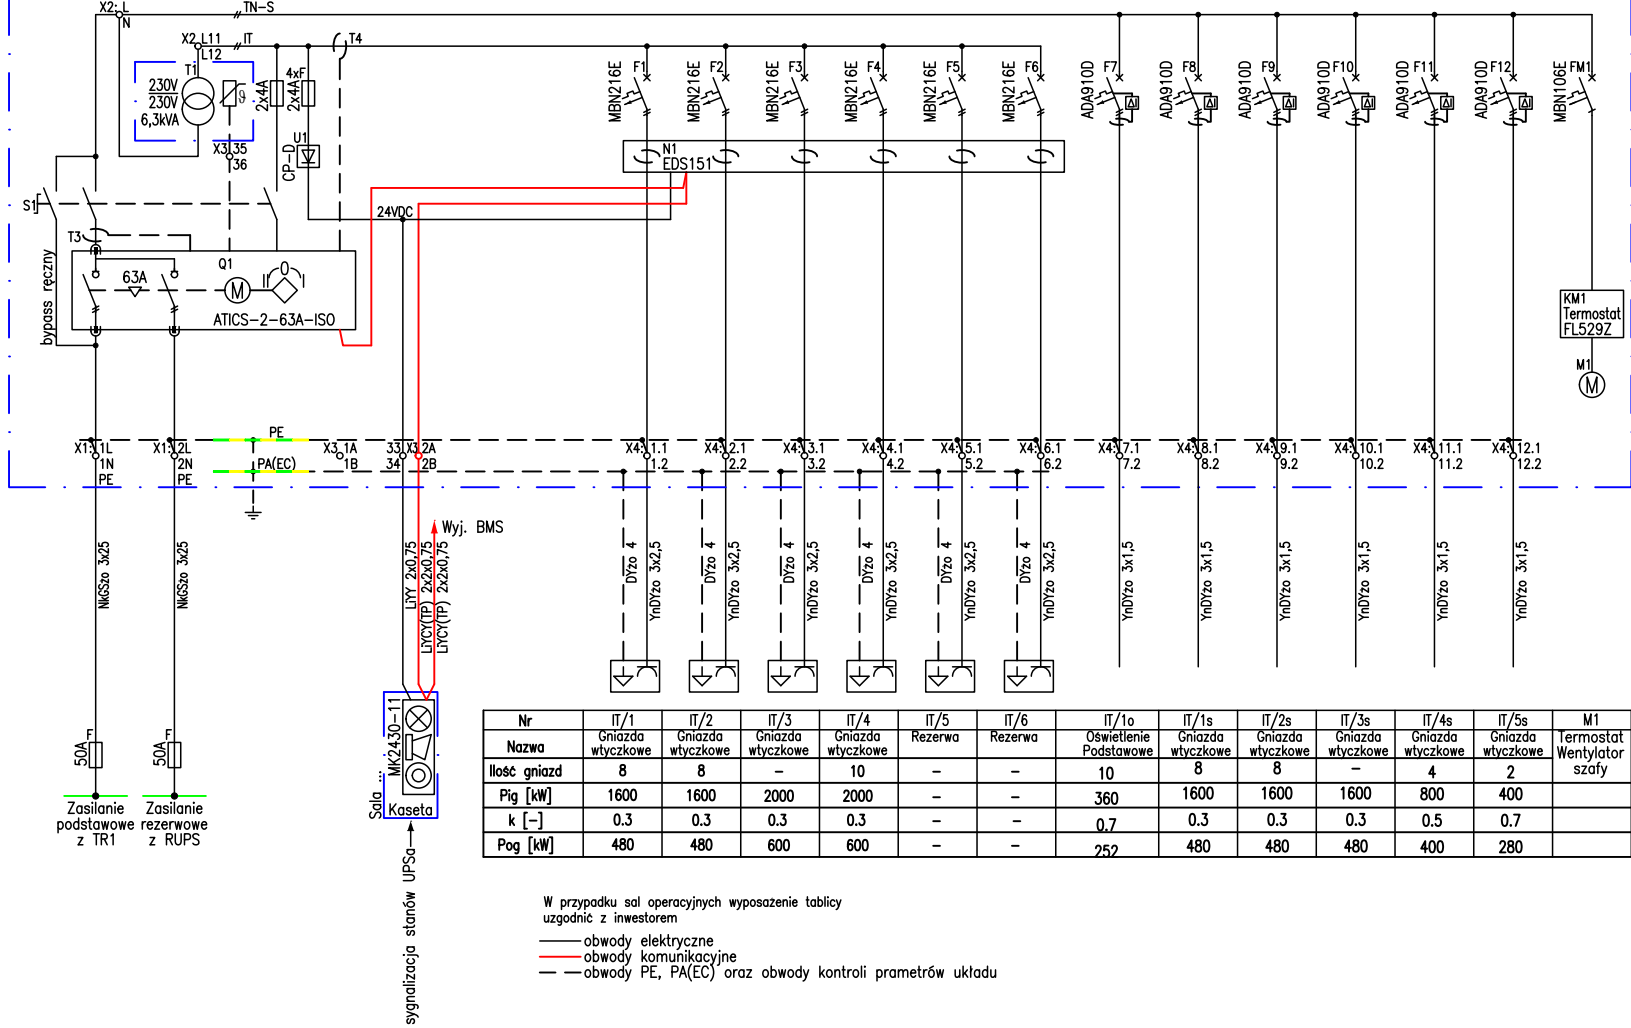 X2: L
N
TN-S
X2 L11
L12
IT
T4
T1
230V
230V
6,3kVA
ϑ
2x4A
4xF
2x4A
X3 35
36
U1
CP-D
S1
T3
bypass ręczny
24VDC
Q1
63A
M
0
ATICS-2-63A-ISO
MBN216E F1
MBN216E F2
MBN216E F3
MBN216E F4
MBN216E F5
MBN216E F6
ADA910D F7
ADA910D F8
ADA910D F9
ADA910D F10
ADA910D F11
ADA910D F12
MBN106E FM1
N1
EDS151
KM1
Termostat
FL529Z
M1
M
PE
PA(EC)
X1: 1L
1N
PE
X1: 2L
2N
PE
X3 1A
1B
33
34
X3 2A
2B
X4: 1.1
1.2
X4: 2.1
2.2
X4: 3.1
3.2
X4: 4.1
4.2
X4: 5.1
5.2
X4: 6.1
6.2
X4: 7.1
7.2
X4: 8.1
8.2
X4: 9.1
9.2
X4: 10.1
10.2
X4: 11.1
11.2
X4: 12.1
12.2
Wyj. BMS
NkGSżo 3x25
NkGSżo 3x25
LiYY 2x0,75
LiYCY(TP) 2x2x0,75
LiYCY(TP) 2x2x0,75
DYżo 4
YnDYżo 3x2,5
DYżo 4
YnDYżo 3x2,5
DYżo 4
YnDYżo 3x2,5
DYżo 4
YnDYżo 3x2,5
DYżo 4
YnDYżo 3x2,5
DYżo 4
YnDYżo 3x2,5
YnDYżo 3x1,5
YnDYżo 3x1,5
YnDYżo 3x1,5
YnDYżo 3x1,5
YnDYżo 3x1,5
YnDYżo 3x1,5
F
50A
F
50A
Zasilanie
podstawowe
z TR1
Zasilanie
rezerwowe
z RUPS
Sala ...
MK2430-11
Kaseta
sygnalizacja stanów UPSa
Nr IT/1 IT/2 IT/3 IT/4 IT/5 IT/6 IT/1o IT/1s IT/2s IT/3s IT/4s IT/5s M1
Nazwa Gniazda wtyczkowe Gniazda wtyczkowe Gniazda wtyczkowe Gniazda wtyczkowe Rezerwa Rezerwa Oświetlenie Podstawowe Gniazda wtyczkowe Gniazda wtyczkowe Gniazda wtyczkowe Gniazda wtyczkowe Gniazda wtyczkowe Termostat Wentylator szafy
Ilość gniazd 8 8 - 10 - - 10 8 8 - 4 2
Pig [kW] 1600 1600 2000 2000 - - 360 1600 1600 1600 800 400
k [-] 0.3 0.3 0.3 0.3 - - 0.7 0.3 0.3 0.3 0.5 0.7
Pog [kW] 480 480 600 600 - - 252 480 480 480 400 280
W przypadku sal operacyjnych wyposażenie tablicy
uzgodnić z inwestorem
obwody elektryczne
obwody komunikacyjne
obwody PE, PA(EC) oraz obwody kontroli prametrów układu